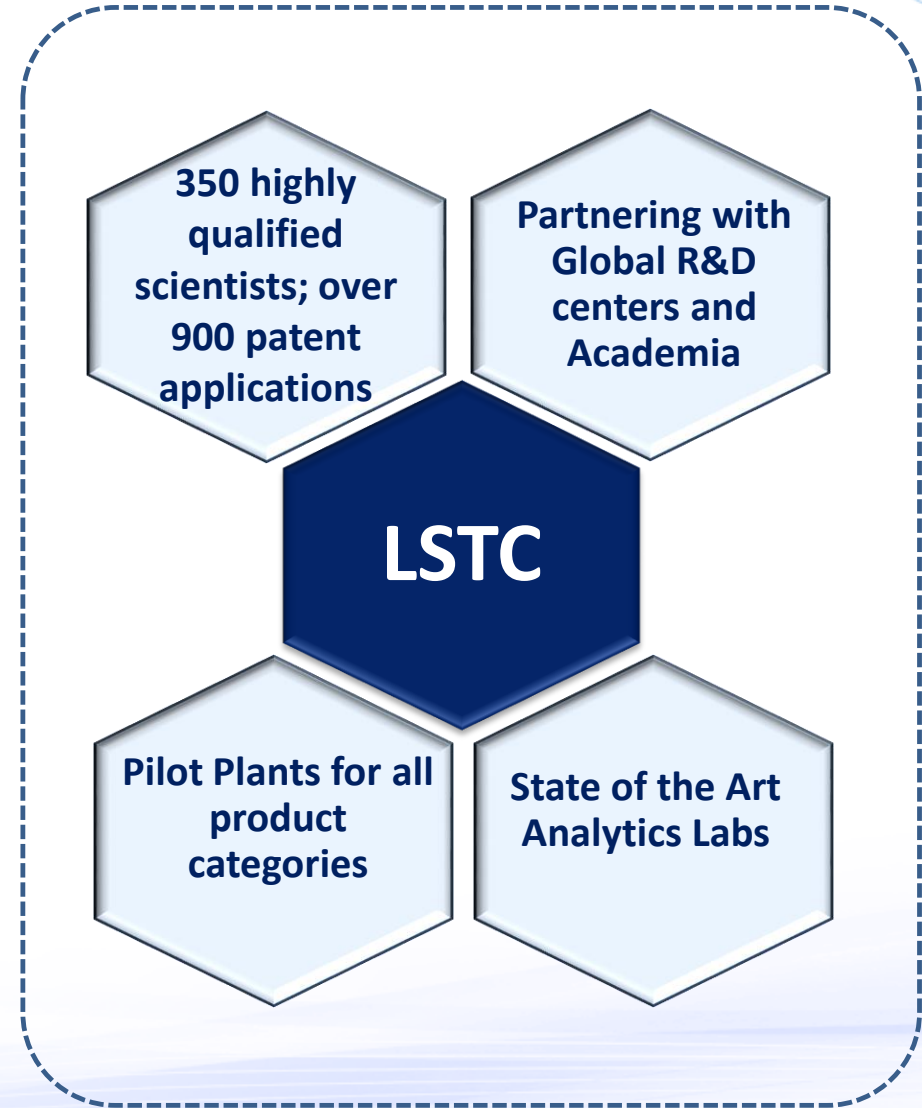 350 highly
qualified
scientists; over
900 patent
applications
Partnering with
Global R&D
centers and
Academia
LSTC
Pilot Plants for all
product
categories
State of the Art
Analytics Labs